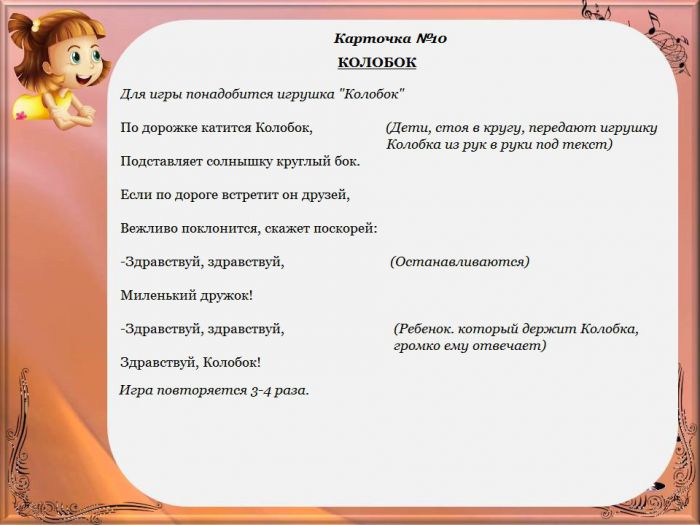 Карточка №10
КОЛОБОК
Для игры понадобится игрушка "Колобок"
По дорожке катится Колобок, (Дети, стоя в кругу, передают игрушку
Колобка из рук в руки под текст)
Подставляет солнышку круглый бок.
Если по дороге встретит он друзей,
Вежливо поклонится, скажет поскорей:
-Здравствуй, здравствуй, (Останавливаются)
Миленький дружок!
-Здравствуй, здравствуй, (Ребенок. который держит Колобка,
громко ему отвечает)
Здравствуй, Колобок!
Игра повторяется 3-4 раза.